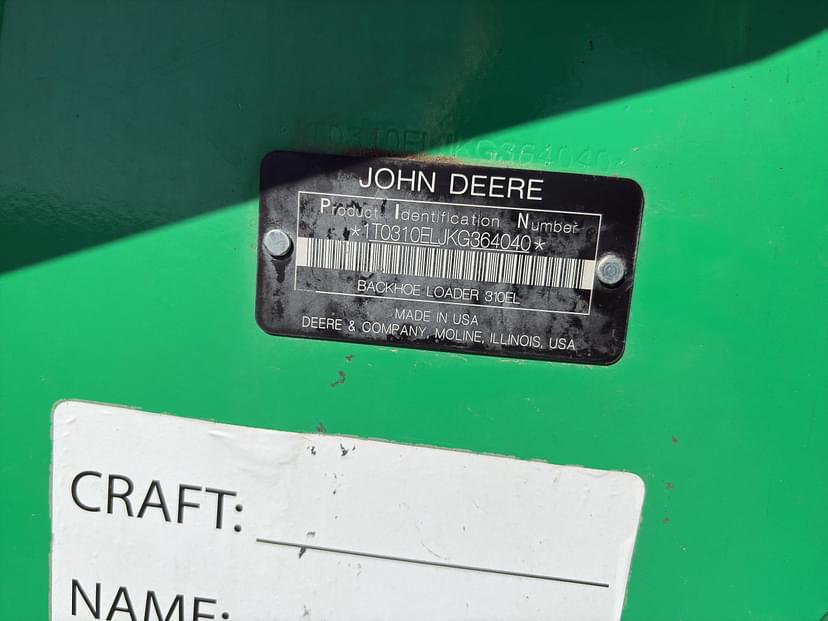 1T0310ELJKG364040
JOHN DEERE
Product Identification Number
*1T0310ELJKG364040*
BACKHOE LOADER 310EL
MADE IN USA
DEERE & COMPANY, MOLINE, ILLINOIS, USA
CRAFT:
NAME: